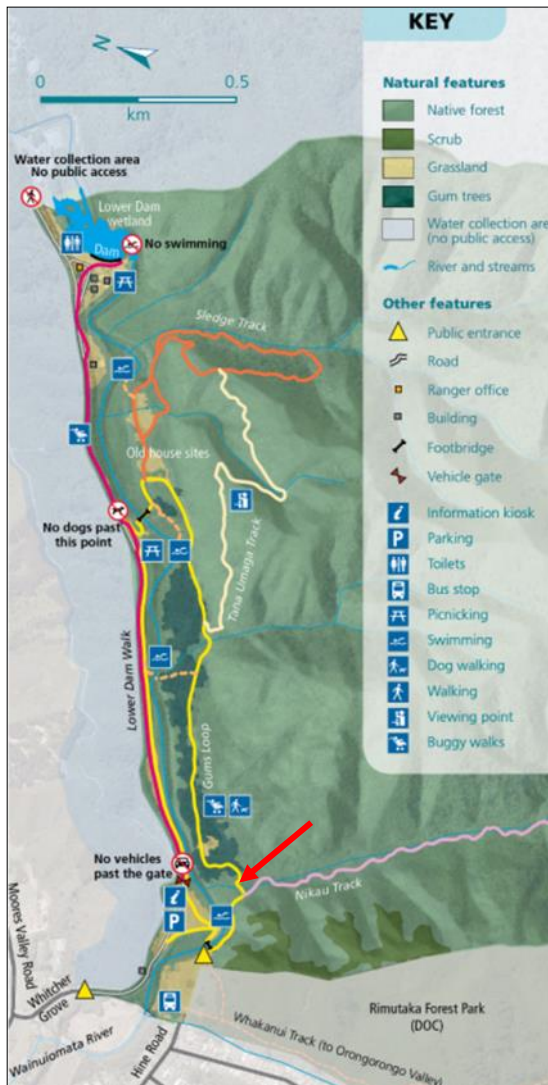 KEY
N
0 0.5
km
Natural features
Native forest
Scrub
Grassland
Gum trees
Water collection area
(no public access)
River and streams
Other features
Public entrance
Road
Ranger office
Building
Footbridge
Vehicle gate
i Information kiosk
P Parking
Toilets
Bus stop
Picnicking
Swimming
Dog walking
Walking
Viewing point
Buggy walks
Water collection area
No public access
Lower Dam
wetland
Dam
No swimming
Sledge Track
Old house sites
No dogs past
this point
Tana Umaga Track
Lower Dam Walk
Gums Loop
No vehicles
past the gate
i
P
Nikau Track
Moores Valley Road
Whitcher
Grove
Wainuiomata River
Hine Road
Whakanui Track (to Orongorongo Valley)
Rimutaka Forest Park
(DOC)